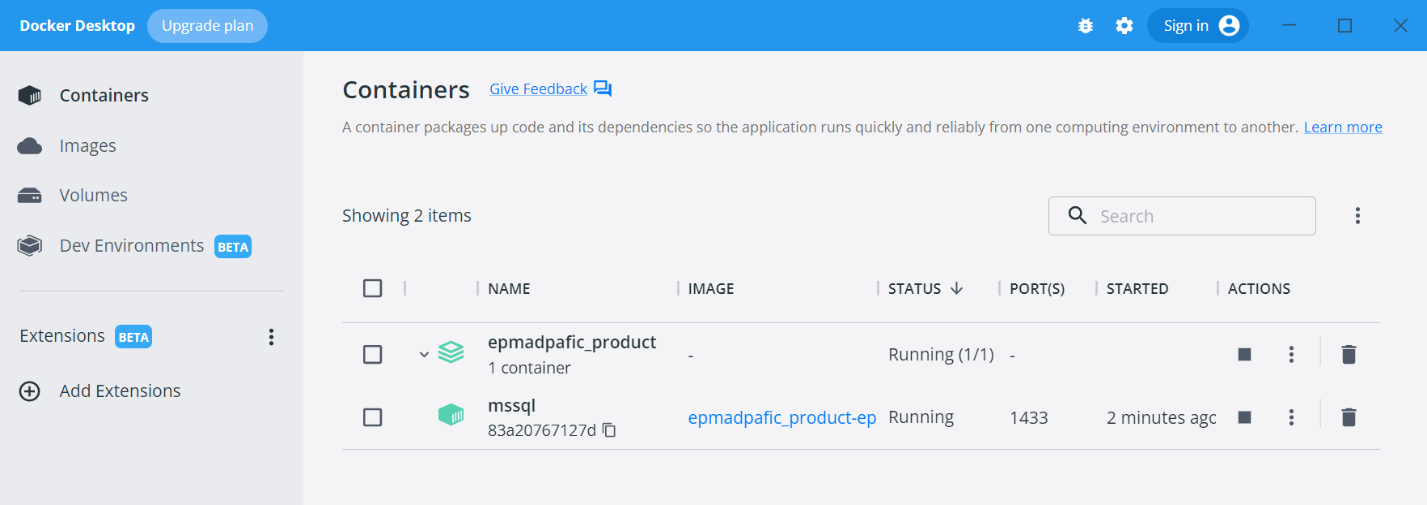 Docker Desktop Upgrade plan Sign in
Containers
Images
Volumes
Dev Environments BETA
Extensions BETA
Add Extensions
Containers Give Feedback
A container packages up code and its dependencies so the application runs quickly and reliably from one computing environment to another. Learn more
Showing 2 items Search
NAME IMAGE STATUS PORT(S) STARTED ACTIONS
epmadpafic_product - Running (1/1) -
1 container
mssql epmadpafic_product-ep Running 1433 2 minutes agc
83a20767127d